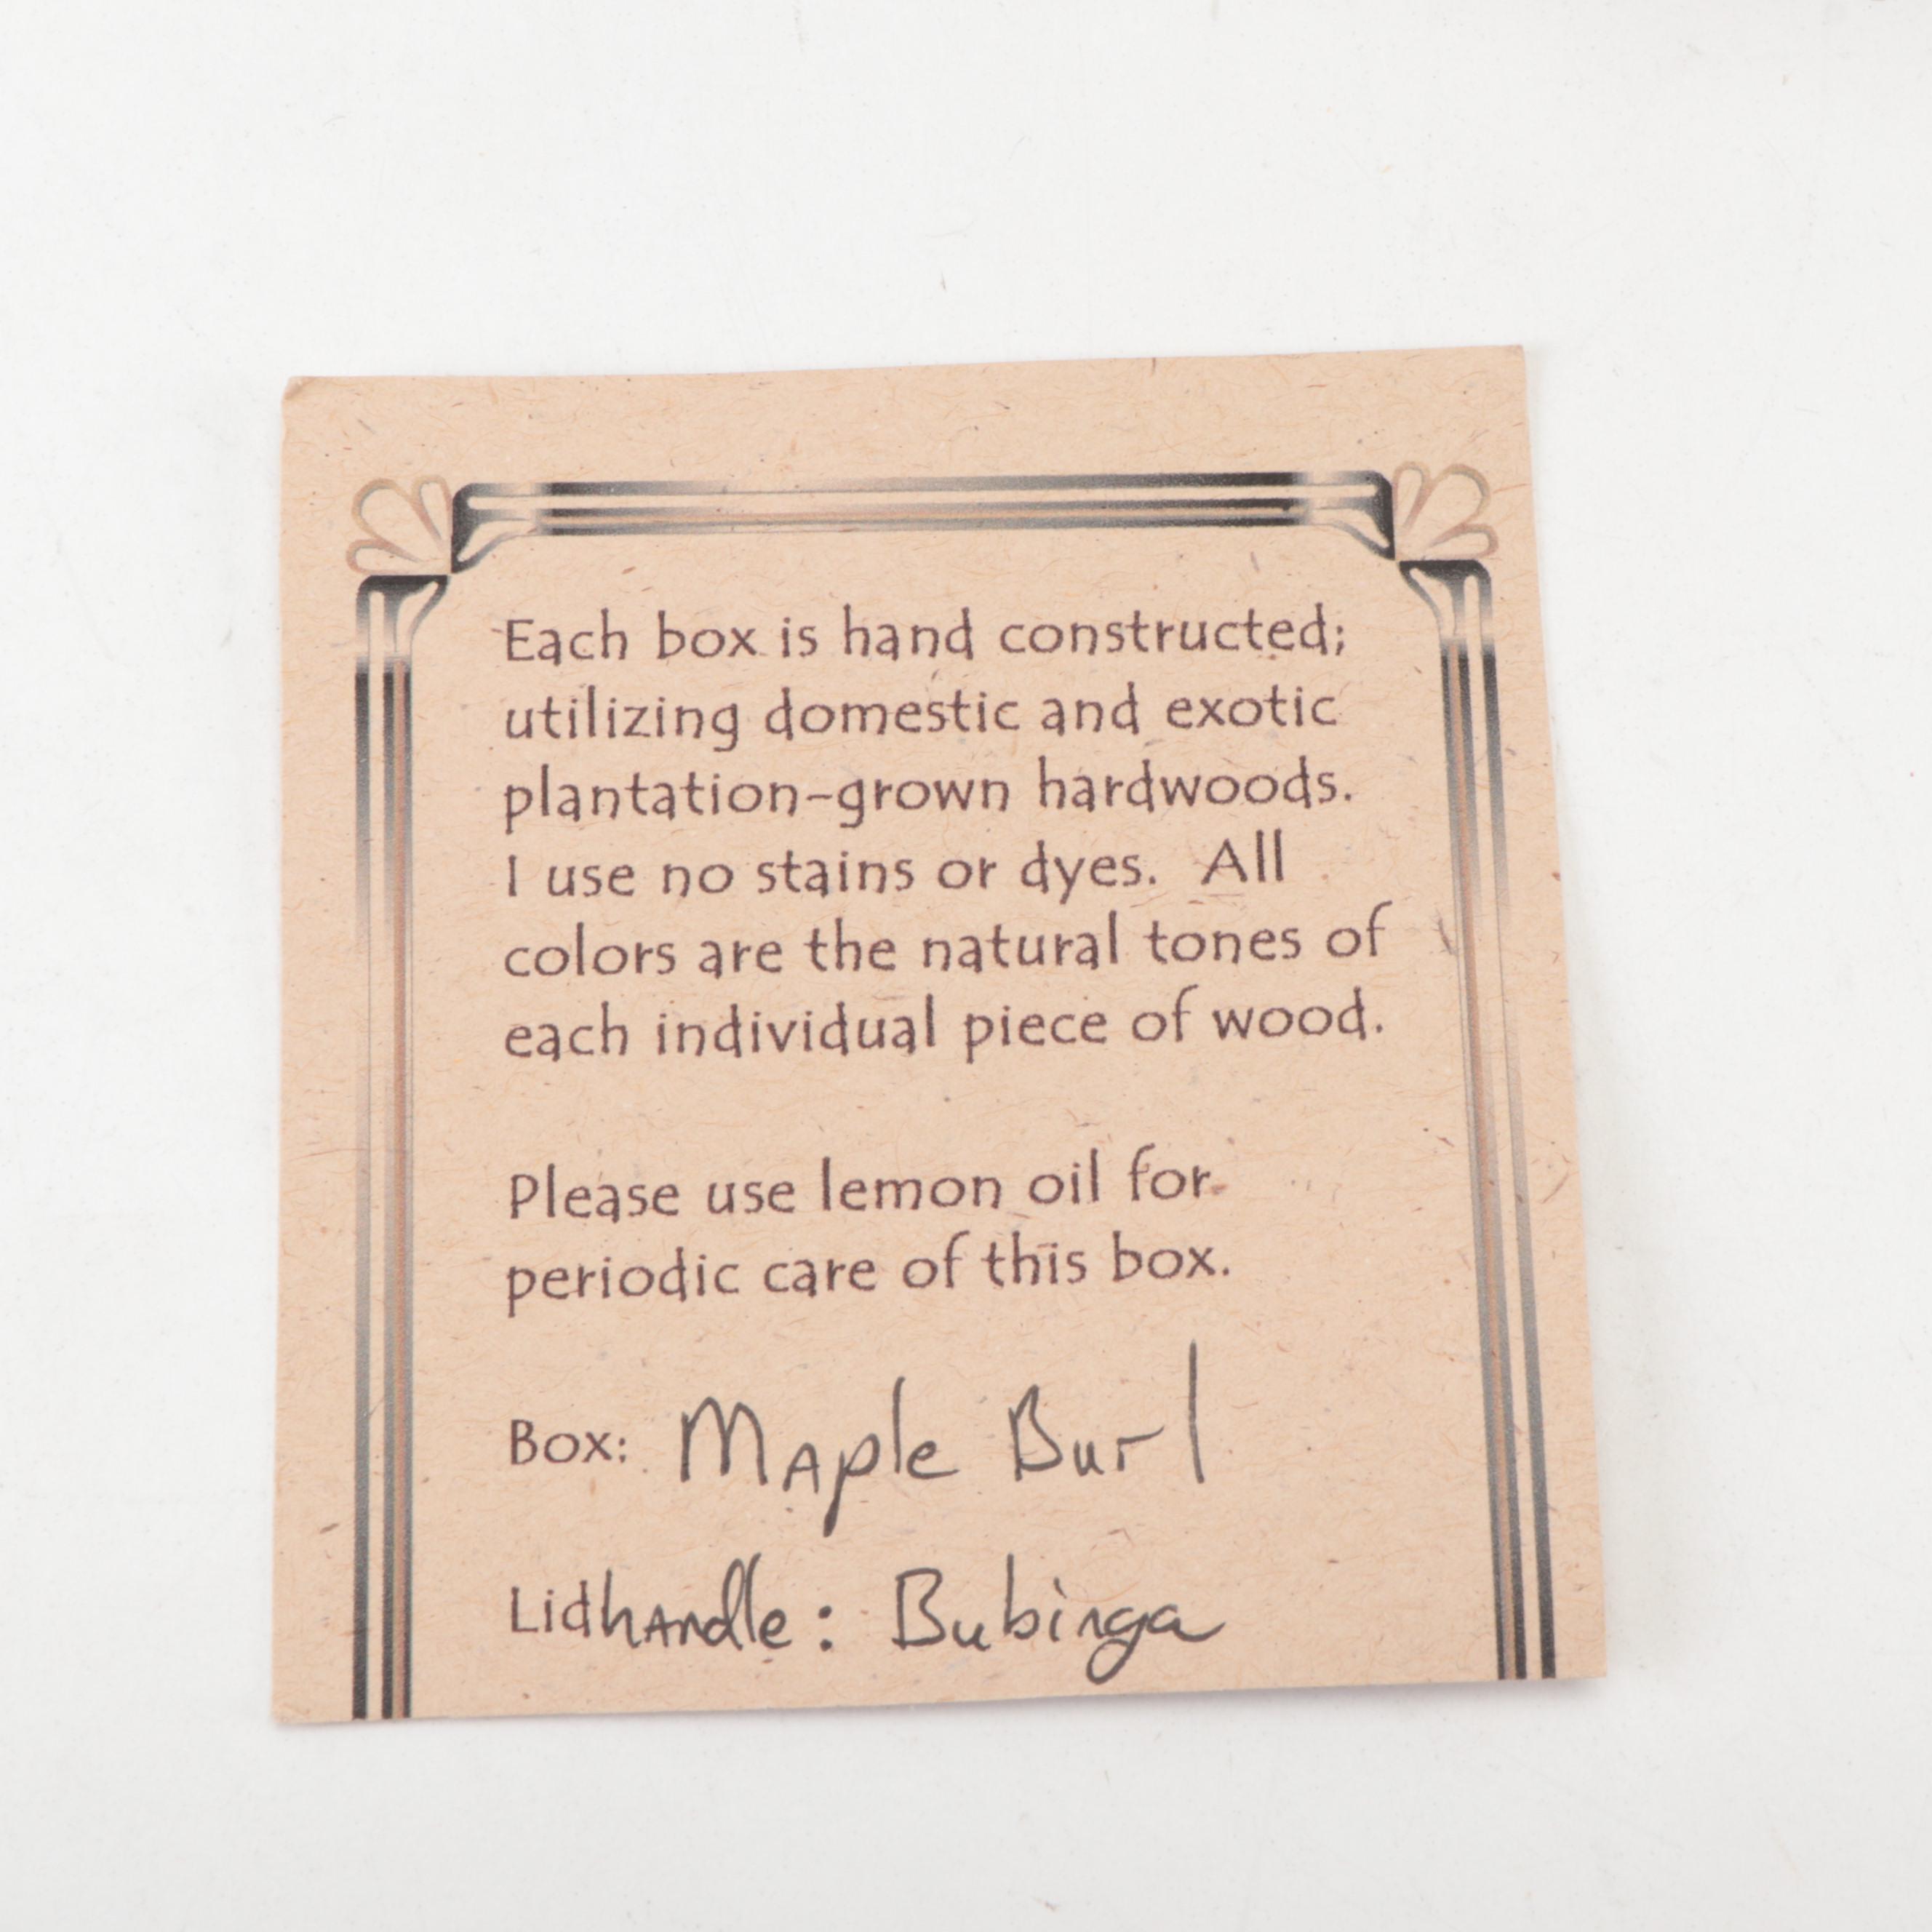 Each box is hand constructed;
utilizing domestic and exotic
plantation-grown hardwoods.
I use no stains or dyes. All
colors are the natural tones of
each individual piece of wood.
Please use lemon oil for
periodic care of this box.
Box: Maple Burl
Lidhandle: Bubinga